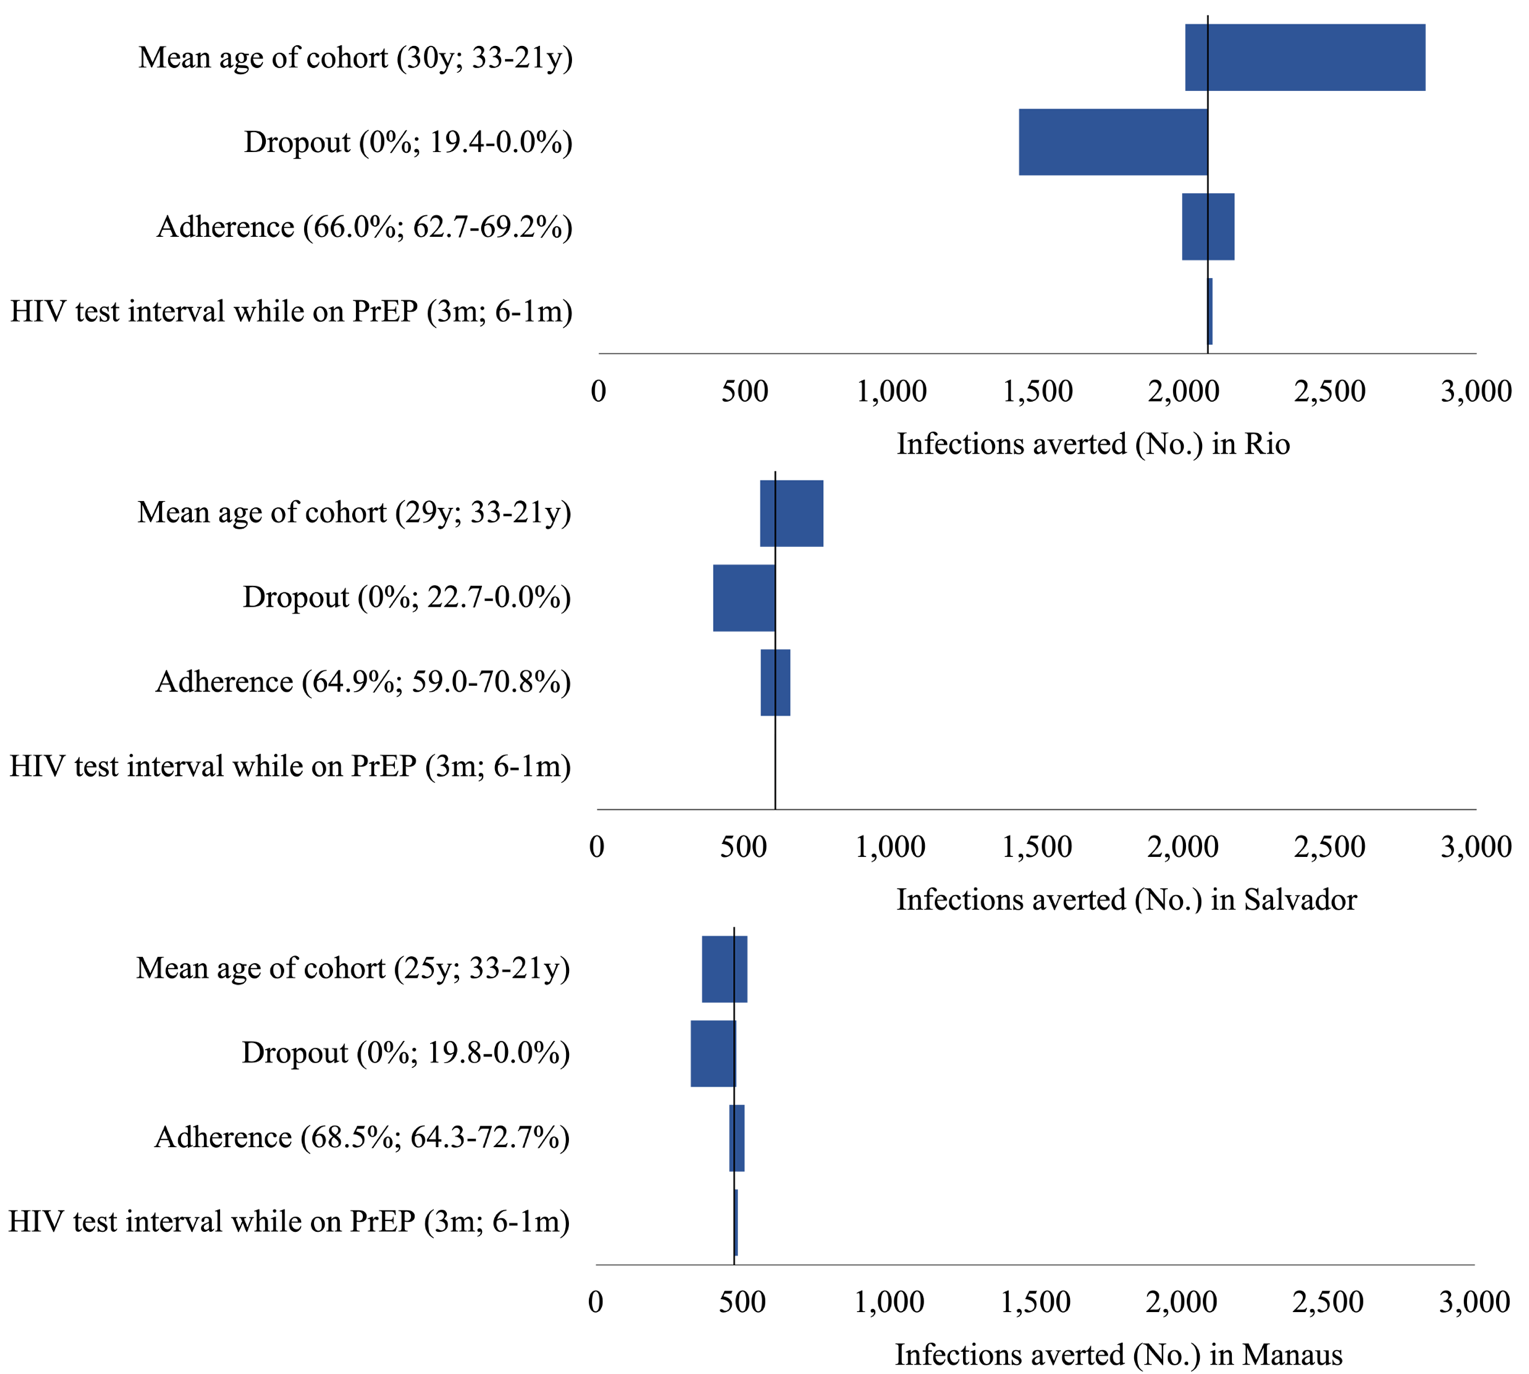 Mean age of cohort (30y; 33-21y)
Dropout (0%; 19.4-0.0%)
Adherence (66.0%; 62.7-69.2%)
HIV test interval while on PrEP (3m; 6-1m)
0 500 1,000 1,500 2,000 2,500 3,000
Infections averted (No.) in Rio
Mean age of cohort (29y; 33-21y)
Dropout (0%; 22.7-0.0%)
Adherence (64.9%; 59.0-70.8%)
HIV test interval while on PrEP (3m; 6-1m)
0 500 1,000 1,500 2,000 2,500 3,000
Infections averted (No.) in Salvador
Mean age of cohort (25y; 33-21y)
Dropout (0%; 19.8-0.0%)
Adherence (68.5%; 64.3-72.7%)
HIV test interval while on PrEP (3m; 6-1m)
0 500 1,000 1,500 2,000 2,500 3,000
Infections averted (No.) in Manaus